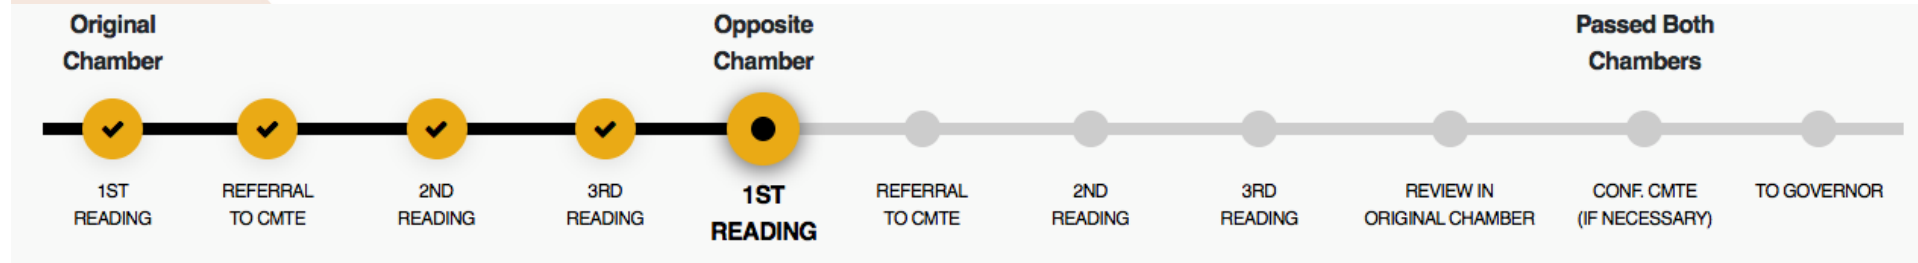 Original
Chamber
Opposite
Chamber
Passed Both
Chambers
1ST
READING
REFERRAL
TO CMTE
2ND
READING
3RD
READING
1ST
READING
REFERRAL
TO CMTE
2ND
READING
3RD
READING
REVIEW IN
ORIGINAL CHAMBER
CONF. CMTE
(IF NECESSARY)
TO GOVERNOR